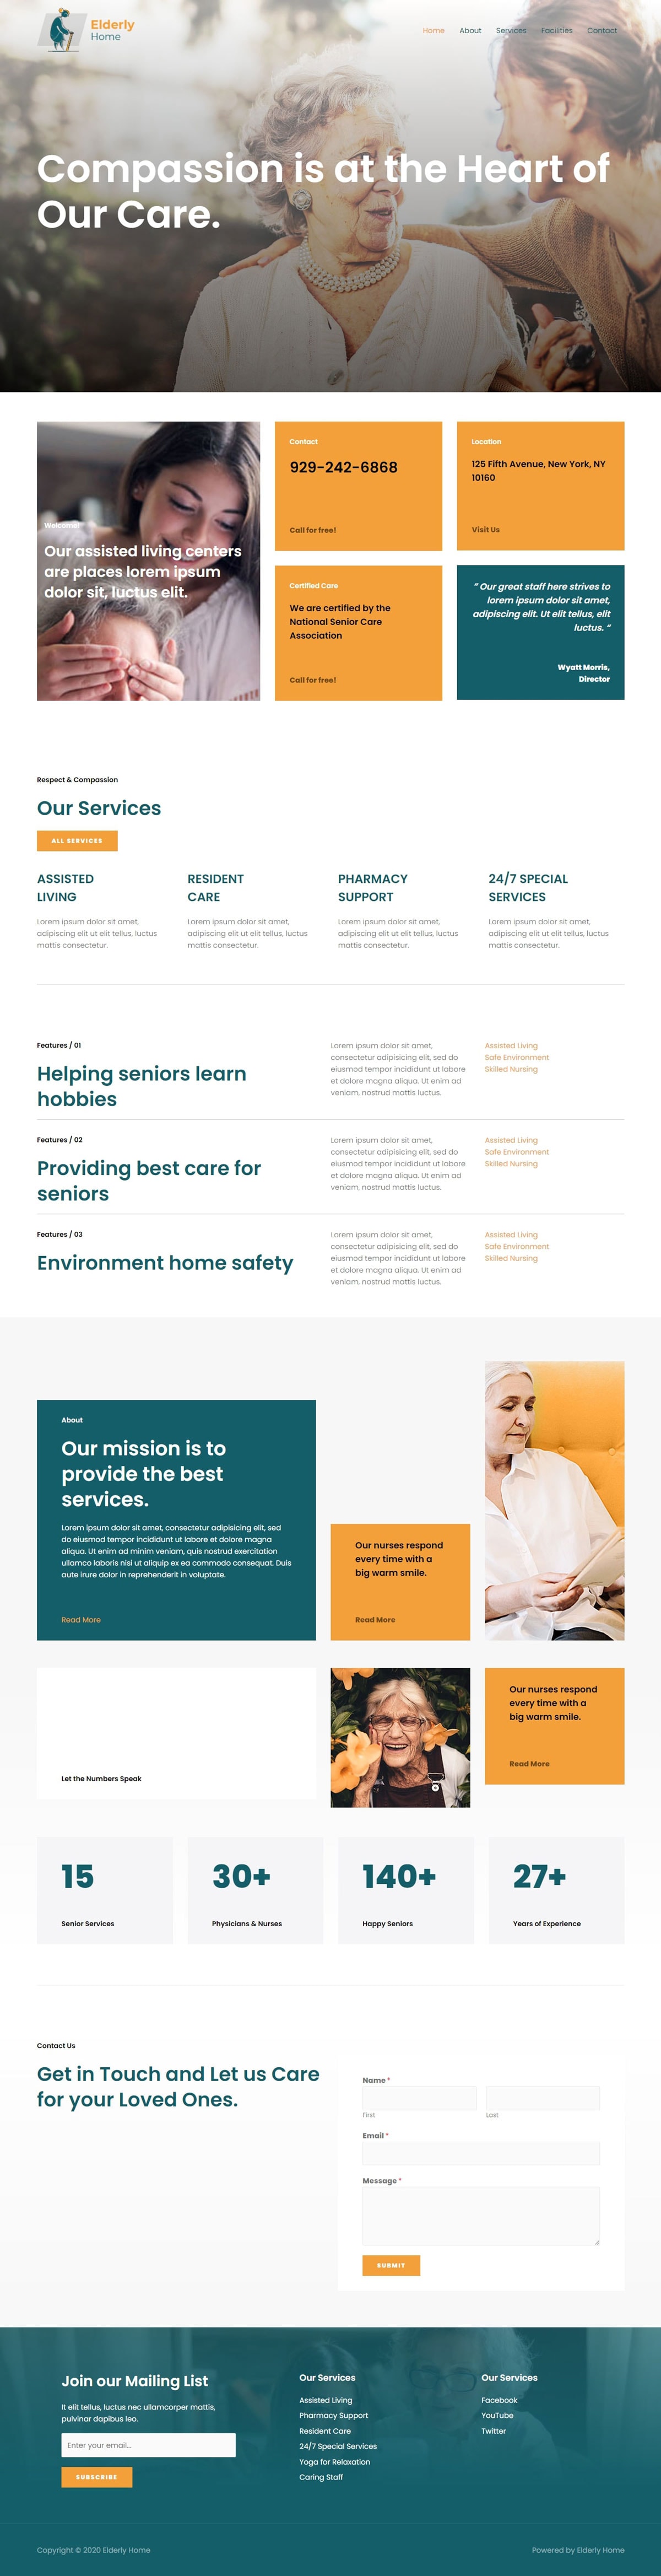 Elderly
Home
Home About Services Facilities Contact
Compassion is at the Heart of
Our Care.
Welcome!
Our assisted living centers
are places lorem ipsum
dolor sit, luctus elit.
Contact
929-242-6868
Call for free!
Location
125 Fifth Avenue, New York, NY
10160
Visit Us
Certified Care
We are certified by the
National Senior Care
Association
Call for free!
" Our great staff here strives to
lorem ipsum dolor sit amet,
adipiscing elit. Ut elit tellus, elit
luctus. "
Wyatt Morris,
Director
Respect & Compassion
Our Services
ALL SERVICES
ASSISTED
LIVING
Lorem ipsum dolor sit amet,
adipiscing elit ut elit tellus, luctus
mattis consectetur.
RESIDENT
CARE
Lorem ipsum dolor sit amet,
adipiscing elit ut elit tellus, luctus
mattis consectetur.
PHARMACY
SUPPORT
Lorem ipsum dolor sit amet,
adipiscing elit ut elit tellus, luctus
mattis consectetur.
24/7 SPECIAL
SERVICES
Lorem ipsum dolor sit amet,
adipiscing elit ut elit tellus, luctus
mattis consectetur.
Features / 01
Helping seniors learn
hobbies
Lorem ipsum dolor sit amet,
consectetur adipisicing elit, sed do
eiusmod tempor incididunt ut labore
et dolore magna aliqua. Ut enim ad
veniam, nostrud mattis luctus.
Assisted Living
Safe Environment
Skilled Nursing
Features / 02
Providing best care for
seniors
Lorem ipsum dolor sit amet,
consectetur adipisicing elit, sed do
eiusmod tempor incididunt ut labore
et dolore magna aliqua. Ut enim ad
veniam, nostrud mattis luctus.
Assisted Living
Safe Environment
Skilled Nursing
Features / 03
Environment home safety
Lorem ipsum dolor sit amet,
consectetur adipisicing elit, sed do
eiusmod tempor incididunt ut labore
et dolore magna aliqua. Ut enim ad
veniam, nostrud mattis luctus.
Assisted Living
Safe Environment
Skilled Nursing
About
Our mission is to
provide the best
services.
Lorem ipsum dolor sit amet, consectetur adipisicing elit, sed
do eiusmod tempor incididunt ut labore et dolore magna
aliqua. Ut enim ad minim veniam, quis nostrud exercitation
ullamco laboris nisi ut aliquip ex ea commodo consequat. Duis
aute irure dolor in reprehenderit in voluptate.
Read More
Our nurses respond
every time with a
big warm smile.
Read More
Let the Numbers Speak
Our nurses respond
every time with a
big warm smile.
Read More
15
Senior Services
30+
Physicians & Nurses
140+
Happy Seniors
27+
Years of Experience
Contact Us
Get in Touch and Let us Care
for your Loved Ones.
Name *
First Last
Email *
Message *
SUBMIT
Join our Mailing List
It elit tellus, luctus nec ullamcorper mattis,
pulvinar dapibus leo.
Enter your email...
SUBSCRIBE
Our Services
Assisted Living
Pharmacy Support
Resident Care
24/7 Special Services
Yoga for Relaxation
Caring Staff
Our Services
Facebook
YouTube
Twitter
Copyright © 2020 Elderly Home
Powered by Elderly Home